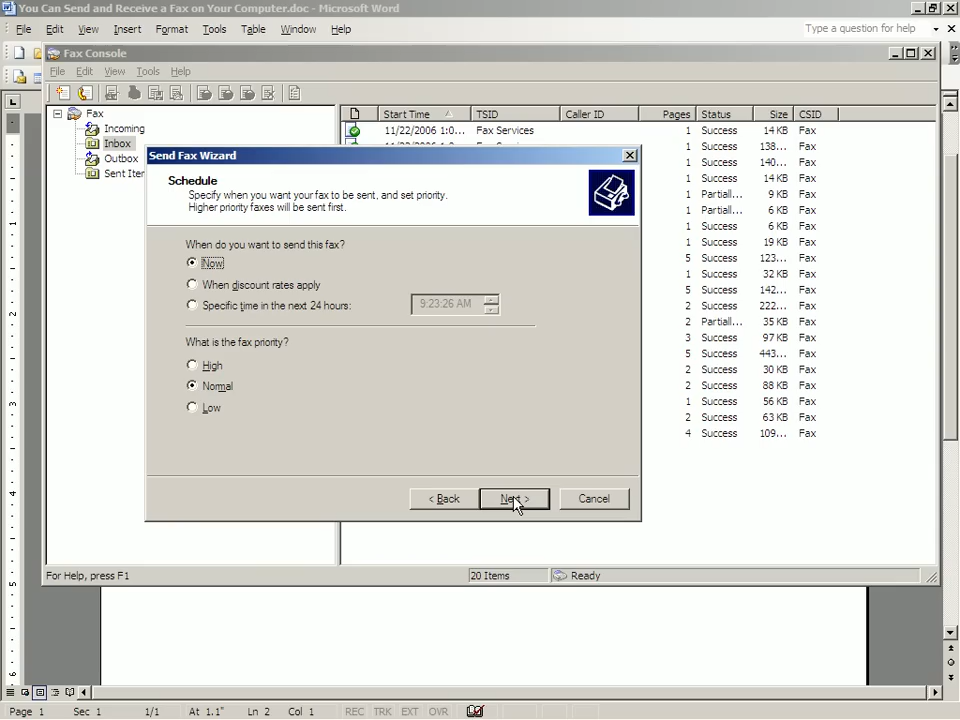 You Can Send and Receive a Fax on Your Computer.doc - Microsoft Word
File Edit View Insert Format Tools Table Window Help Type a question for help
Fax Console
File Edit View Tools Help
Fax
Incoming
Inbox
Outbox
Sent Iter
Start Time TSID Caller ID Pages Status Size CSID
11/22/2006 1:0... Fax Services 1 Success 14 KB Fax
1 Success 138... Fax
1 Success 140... Fax
1 Success 14 KB Fax
1 Partiall... 9 KB Fax
1 Partiall... 6 KB Fax
1 Success 6 KB Fax
1 Success 19 KB Fax
5 Success 123... Fax
1 Success 32 KB Fax
5 Success 142... Fax
2 Success 222... Fax
2 Partiall... 35 KB Fax
3 Success 97 KB Fax
5 Success 443... Fax
2 Success 30 KB Fax
2 Success 88 KB Fax
1 Success 56 KB Fax
2 Success 63 KB Fax
4 Success 109... Fax
Send Fax Wizard
Schedule
Specify when you want your fax to be sent, and set priority.
Higher priority faxes will be sent first.
When do you want to send this fax?
Now
When discount rates apply
Specific time in the next 24 hours: 9:23:26 AM
What is the fax priority?
High
Normal
Low
< Back Next > Cancel
For Help, press F1 20 Items Ready
Page 1 Sec 1 1/1 At 1.1" Ln 2 Col 1 REC TRK EXT OVR